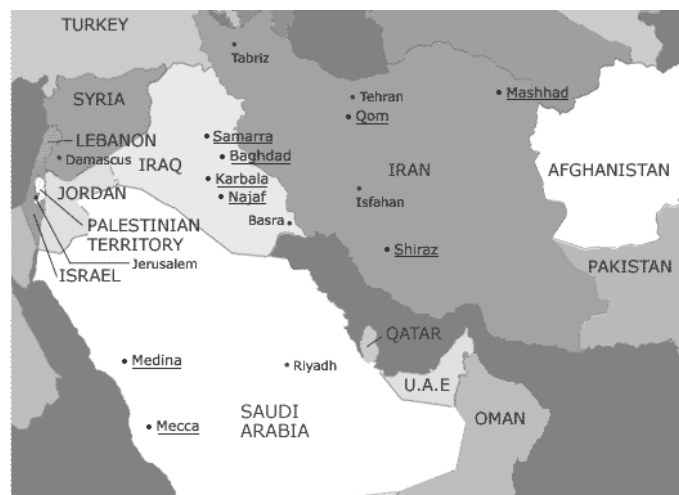 TURKEY
Tabriz
SYRIA
Tehran
Mashhad
Qom
LEBANON
Samarra
Damascus
IRAQ
Baghdad
IRAN
AFGHANISTAN
Karbala
JORDAN
Najaf
Isfahan
PALESTINIAN
TERRITORY
Basra
Shiraz
Jerusalem
ISRAEL
PAKISTAN
QATAR
Medina
Riyadh
U.A.E
SAUDI
ARABIA
Mecca
OMAN